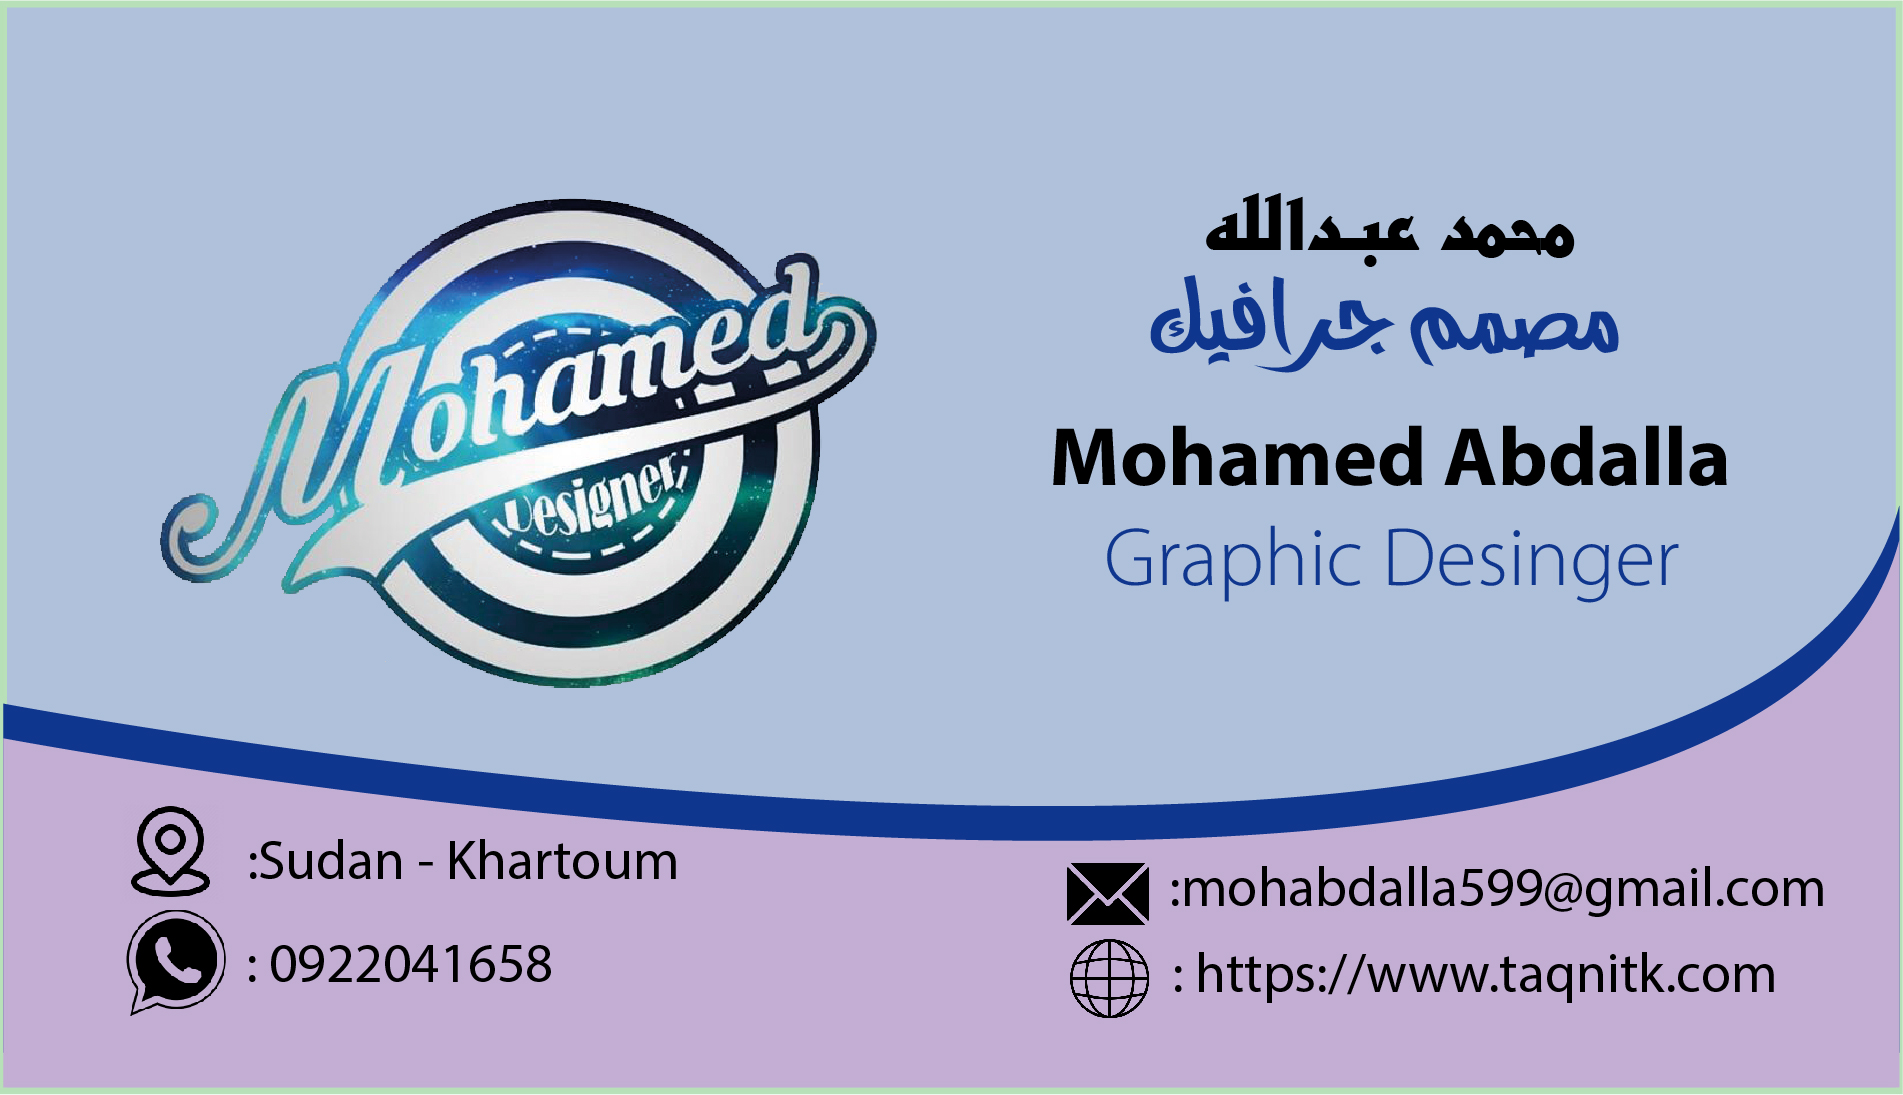 Mohamed
Designer
محمد عبدالله
مصمم جرافيك
Mohamed Abdalla
Graphic Desinger
:Sudan - Khartoum
: 0922041658
:mohabdalla599@gmail.com
: https://www.taqnitk.com